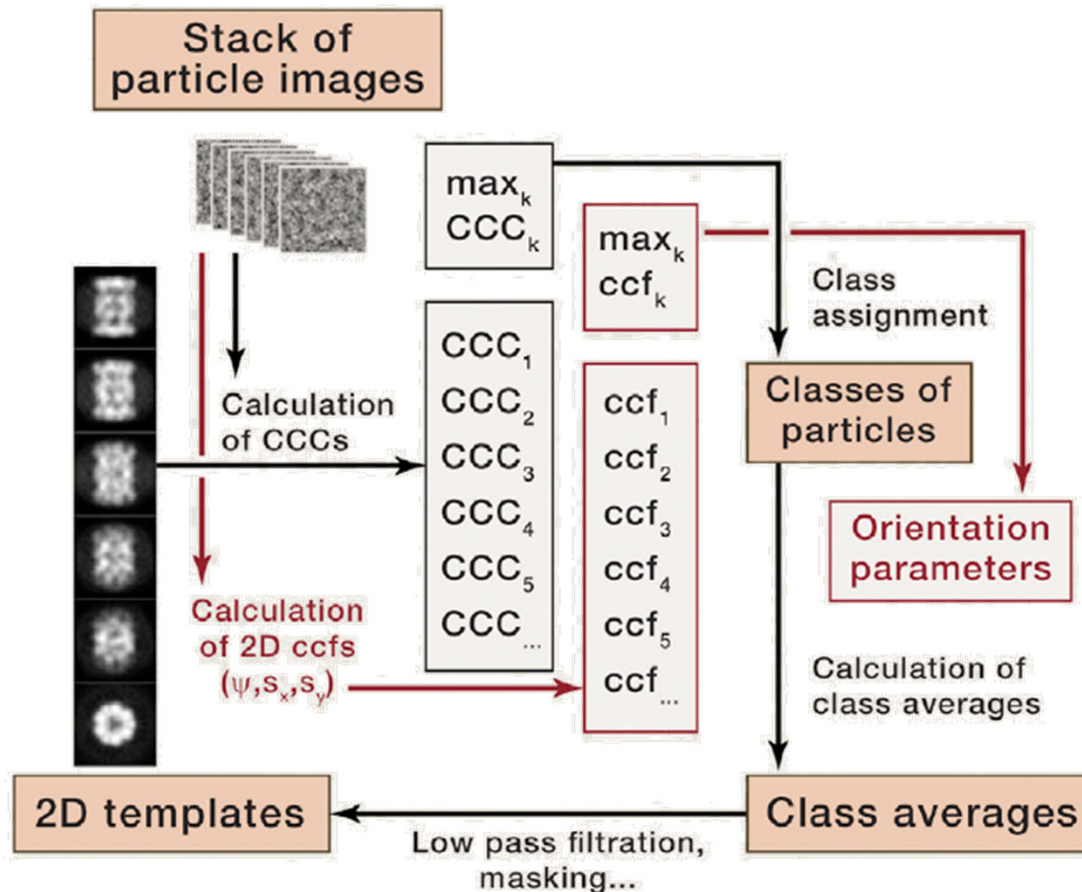 Stack of
particle images
max_k
CCC_k
max_k
ccf_k
Class
assignment
CCC_1
CCC_2
CCC_3
CCC_4
CCC_5
CCC_...
Calculation
of CCCs
ccf_1
ccf_2
ccf_3
ccf_4
ccf_5
ccf_...
Classes of
particles
Orientation
parameters
Calculation
of 2D ccfs
(ψ,s_x,s_y)
Calculation of
class averages
2D templates
Class averages
Low pass filtration,
masking...